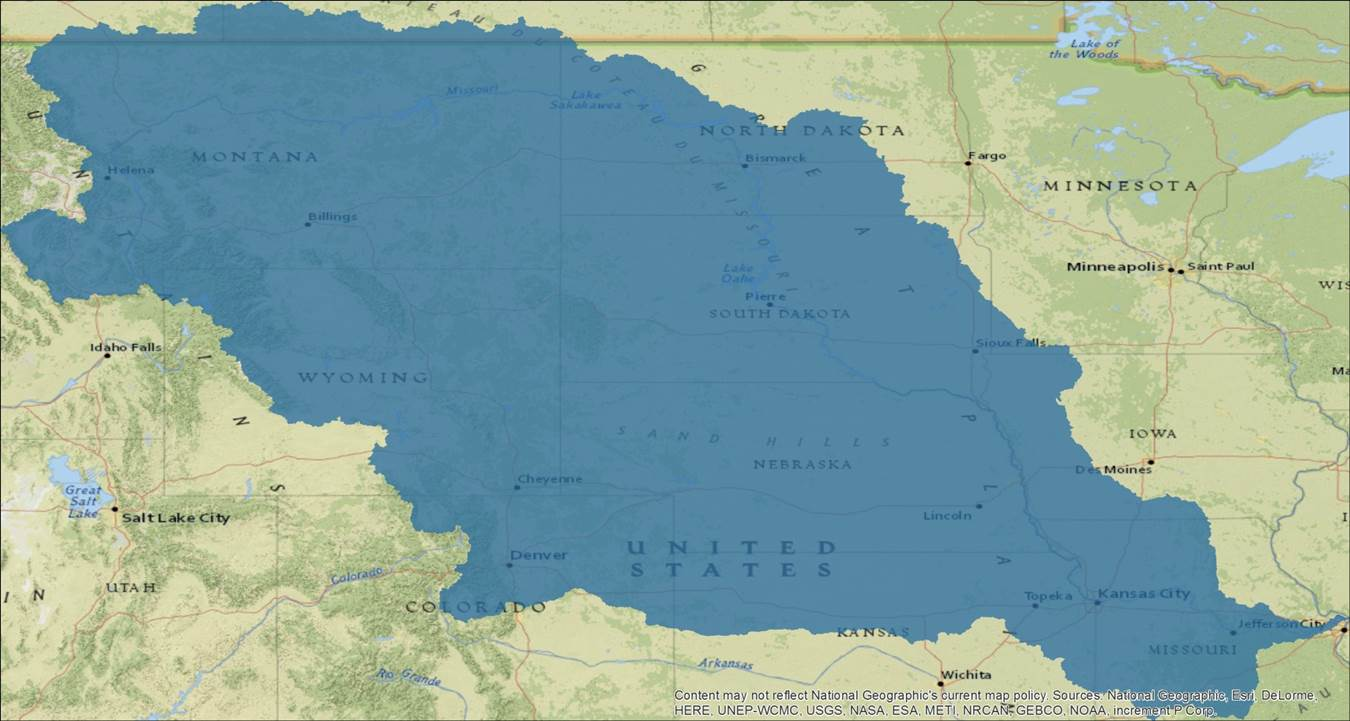 Lake of
the Woods
Missouri
Lake
Sakakawea
NORTH DAKOTA
MONTANA
Bismarck
Fargo
Helena
MINNESOTA
Billings
Minneapolis
Saint Paul
WIS
Lake
Oahe
Pierre
SOUTH DAKOTA
Idaho Falls
Sioux Falls
Ma
WYOMING
IOWA
SAND HILLS
NEBRASKA
Des Moines
Cheyenne
Great
Salt
Lake
Salt Lake City
Lincoln
UNITED
STATES
Denver
Colorado
UTAH
Topeka
Kansas City
COLORADO
Jefferson City
KANSAS
MISSOURI
Arkansas
Rio Grande
Wichita
Content may not reflect National Geographic's current map policy. Sources: National Geographic, Esri, DeLorme,
HERE, UNEP-WCMC, USGS, NASA, ESA, METI, NRCAN, GEBCO, NOAA, increment P Corp.